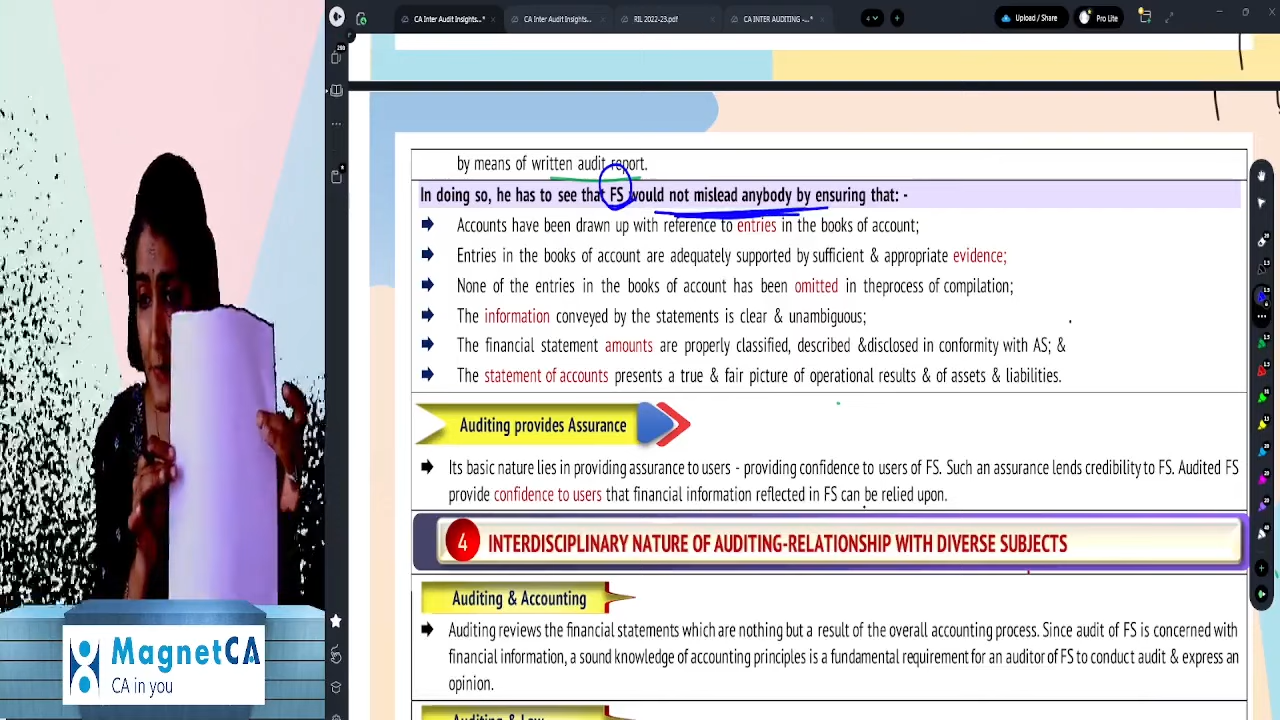 CA Inter Audit Insights...*
CA Inter Audit Insights...
RIL 2022-23.pdf
CA INTER AUDITING -...*
4
Upload / Share
Pro Lite
by means of written audit report.
In doing so, he has to see that FS would not mislead anybody by ensuring that: -
Accounts have been drawn up with reference to entries in the books of account;
Entries in the books of account are adequately supported by sufficient & appropriate evidence;
None of the entries in the books of account has been omitted in theprocess of compilation;
The information conveyed by the statements is clear & unambiguous;
The financial statement amounts are properly classified, described &disclosed in conformity with AS; &
The statement of accounts presents a true & fair picture of operational results & of assets & liabilities.
Auditing provides Assurance
Its basic nature lies in providing assurance to users - providing confidence to users of FS. Such an assurance lends credibility to FS. Audited FS
provide confidence to users that financial information reflected in FS can be relied upon.
4 INTERDISCIPLINARY NATURE OF AUDITING-RELATIONSHIP WITH DIVERSE SUBJECTS
Auditing & Accounting
Auditing reviews the financial statements which are nothing but a result of the overall accounting process. Since audit of FS is concerned with
financial information, a sound knowledge of accounting principles is a fundamental requirement for an auditor of FS to conduct audit & express an
opinion.
Auditing & Law
MagnetCA
CA in you